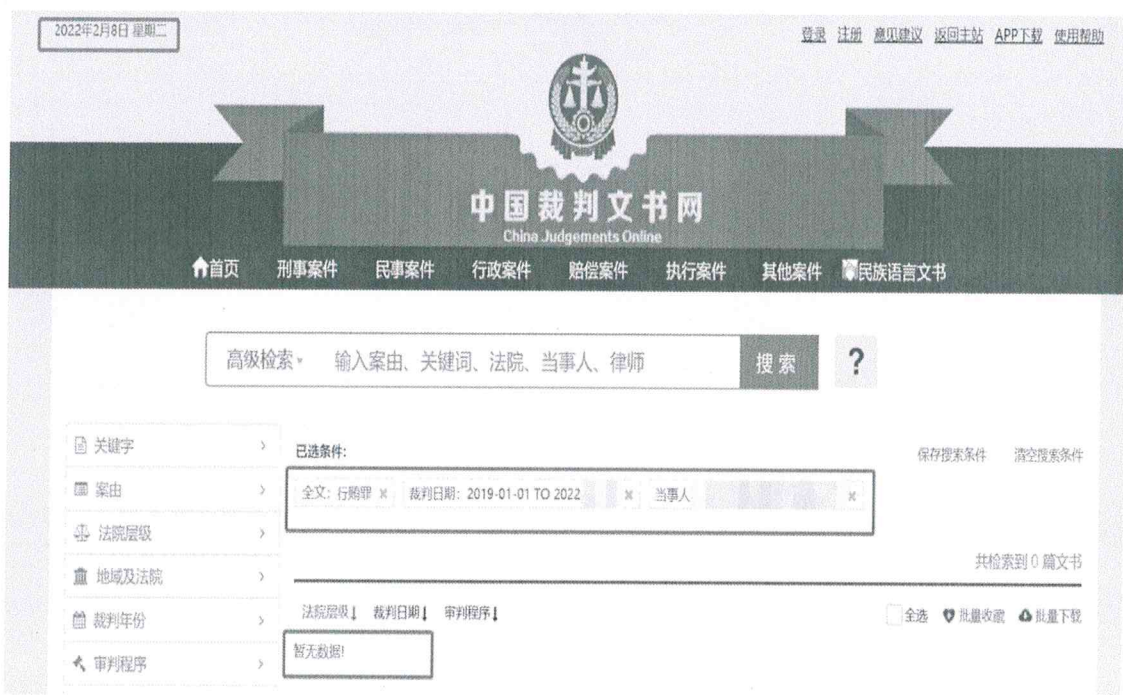 2022年2月8日 星期二
登录 注册 意见建议 返回主站 APP下载 使用帮助
中国裁判文书网
China Judgements Online
首页 刑事案件 民事案件 行政案件 赔偿案件 执行案件 其他案件 民族语言文书
高级检索 输入案由、关键词、法院、当事人、律师 搜索 ?
关键字
已选条件:
保存搜索条件 清空搜索条件
案由
全文: 行贿罪 × 裁判日期: 2019-01-01 TO 2022 × 当事人 ×
法院层级
共检索到 0 篇文书
地域及法院
裁判年份
法院层级↓ 裁判日期↓ 审判程序↓
全选 批量收藏 批量下载
审判程序
暂无数据!